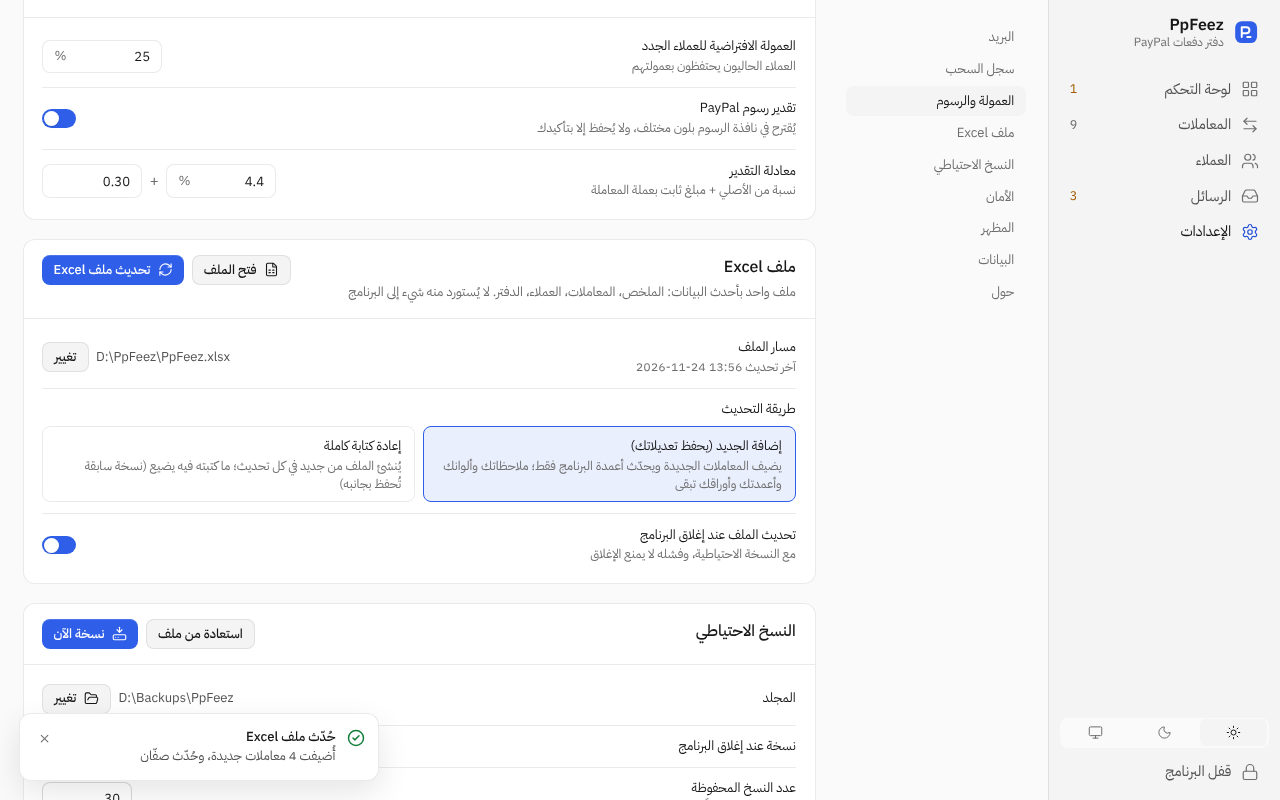 PpFeez
دفتر دفعات PayPal
لوحة التحكم 1
المعاملات 9
العملاء
الرسائل 3
الإعدادات
قفل البرنامج
البريد
سجل السحب
العمولة والرسوم
ملف Excel
النسخ الاحتياطي
الأمان
المظهر
البيانات
حول
العمولة الافتراضية للعملاء الجدد
العملاء الحاليون يحتفظون بعمولتهم
25 %
تقدير رسوم PayPal
يُقترح في نافذة الرسوم بلون مختلف، ولا يُحفظ إلا بتأكيدك
معادلة التقدير
نسبة من الأصلي + مبلغ ثابت بعملة المعاملة
4.4 % + 0.30
ملف Excel
ملف واحد بأحدث البيانات: الملخص، المعاملات، العملاء، الدفتر. لا يُستورد منه شيء إلى البرنامج
فتح الملف
تحديث ملف Excel
مسار الملف
آخر تحديث 2026-11-24 13:56
D:\PpFeez\PpFeez.xlsx
تغيير
طريقة التحديث
إضافة الجديد (يحفظ تعديلاتك)
يضيف المعاملات الجديدة ويحدّث أعمدة البرنامج فقط؛ ملاحظاتك وألوانك
وأعمدتك وأوراقك تبقى
إعادة كتابة كاملة
يُنشئ الملف من جديد في كل تحديث؛ ما كتبته فيه يضيع (نسخة سابقة
تُحفظ بجانبه)
تحديث الملف عند إغلاق البرنامج
مع النسخة الاحتياطية، وفشله لا يمنع الإغلاق
النسخ الاحتياطي
استعادة من ملف
نسخة الآن
المجلد
D:\Backups\PpFeez
تغيير
نسخة عند إغلاق البرنامج
عدد النسخ المحفوظة
30
حُدّث ملف Excel
أُضيفت 4 معاملات جديدة، وحُدّث صفّان